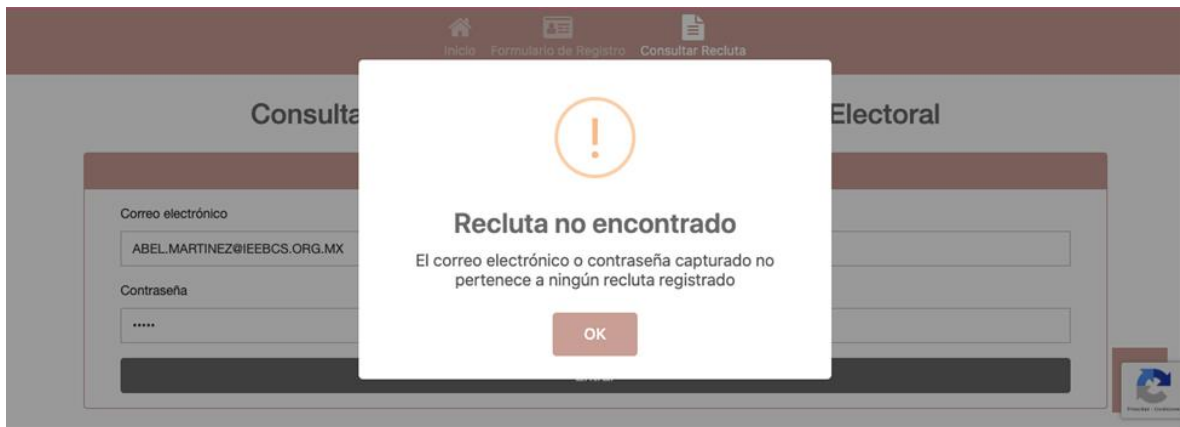 Inicio Formulario de Registro Consultar Recluta
Consulta Electoral
Correo electrónico
ABEL.MARTINEZ@IEEBCS.ORG.MX
Contraseña
•••••
!
Recluta no encontrado
El correo electrónico o contraseña capturado no
pertenece a ningún recluta registrado
OK